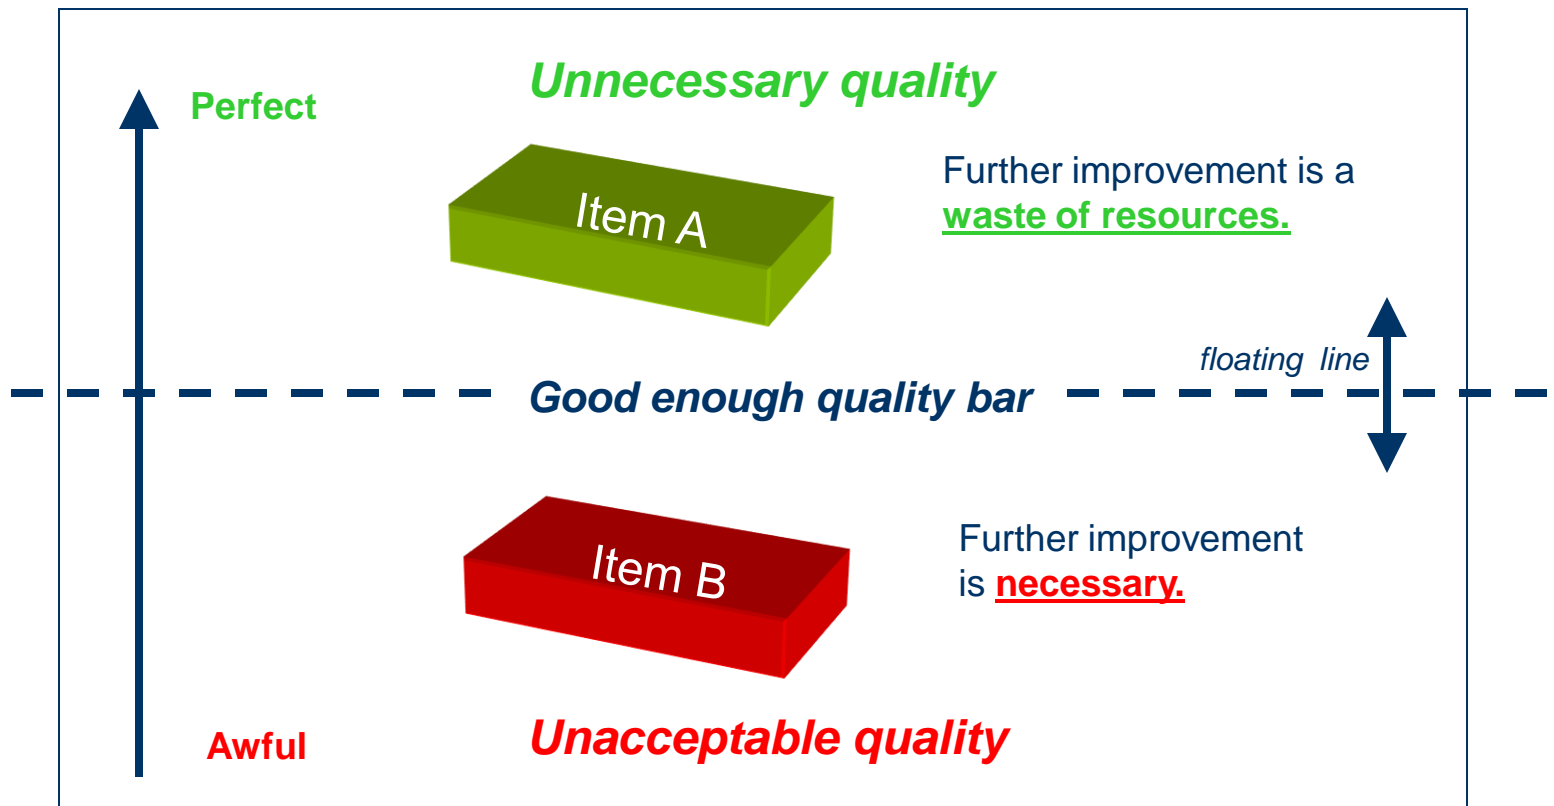 Unnecessary quality
Perfect
Item A
Further improvement is a
waste of resources.
floating line
Good enough quality bar
Item B
Further improvement
is necessary.
Awful
Unacceptable quality